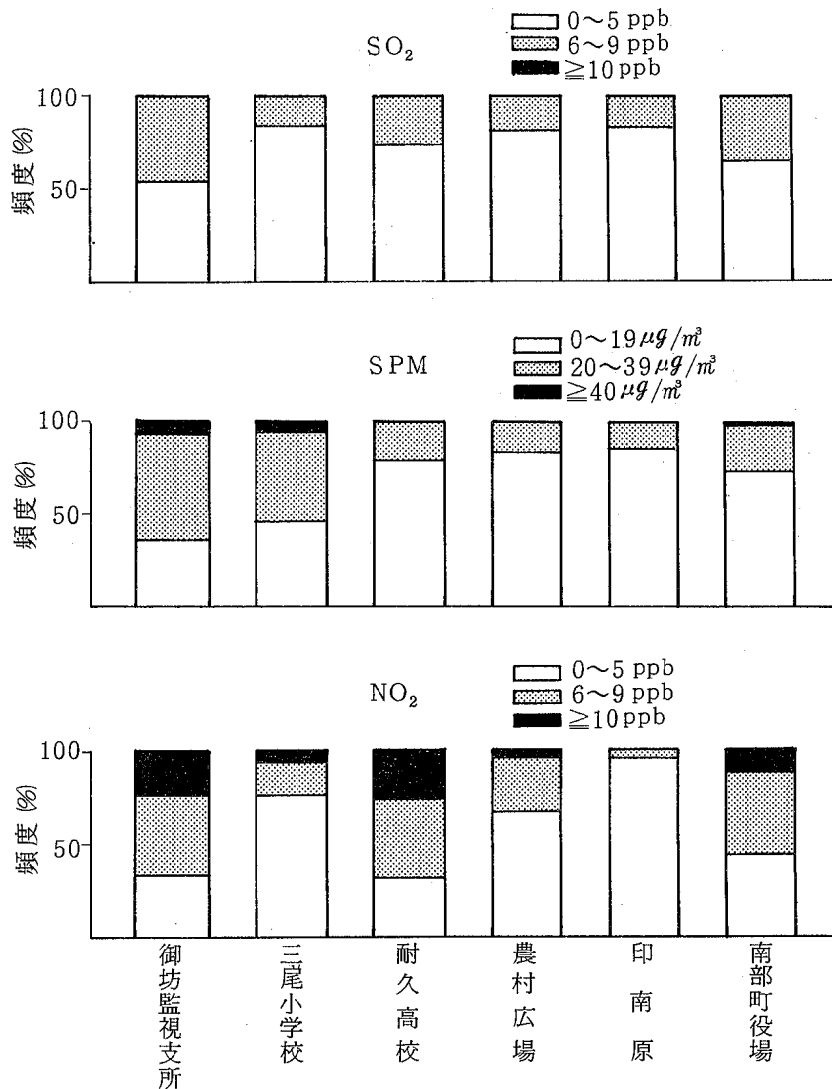 SO₂
0～5 ppb
6～9 ppb
≧10 ppb
100
50
頻度(%)
SPM
0～19 μg/㎥
20～39 μg/㎥
≧40 μg/㎥
100
50
頻度(%)
NO₂
0～5 ppb
6～9 ppb
≧10 ppb
100
50
頻度(%)
御坊監視支所
三尾小学校
耐久高校
農村広場
印南原
南部町役場